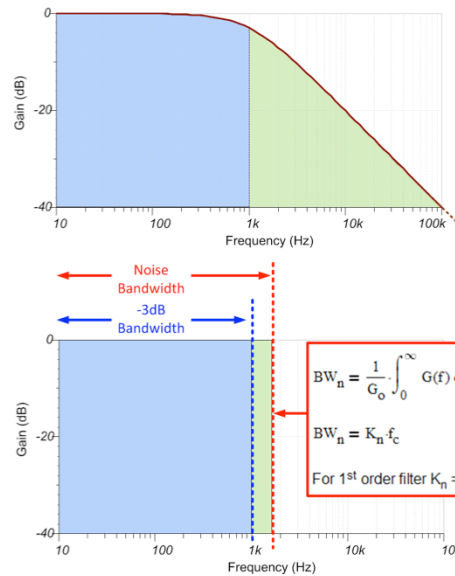 -0
-20
-40
Gain (dB)
10 100 1k 10k 100k
Frequency (Hz)
Noise
Bandwidth
-3dB
Bandwidth
-0
-20
-40
Gain (dB)
BWn = 1/Go · ∫0^∞ G(f)
BWn = Kn·fc
For 1st order filter Kn =
10 100 1k 10k 100k
Frequency (Hz)